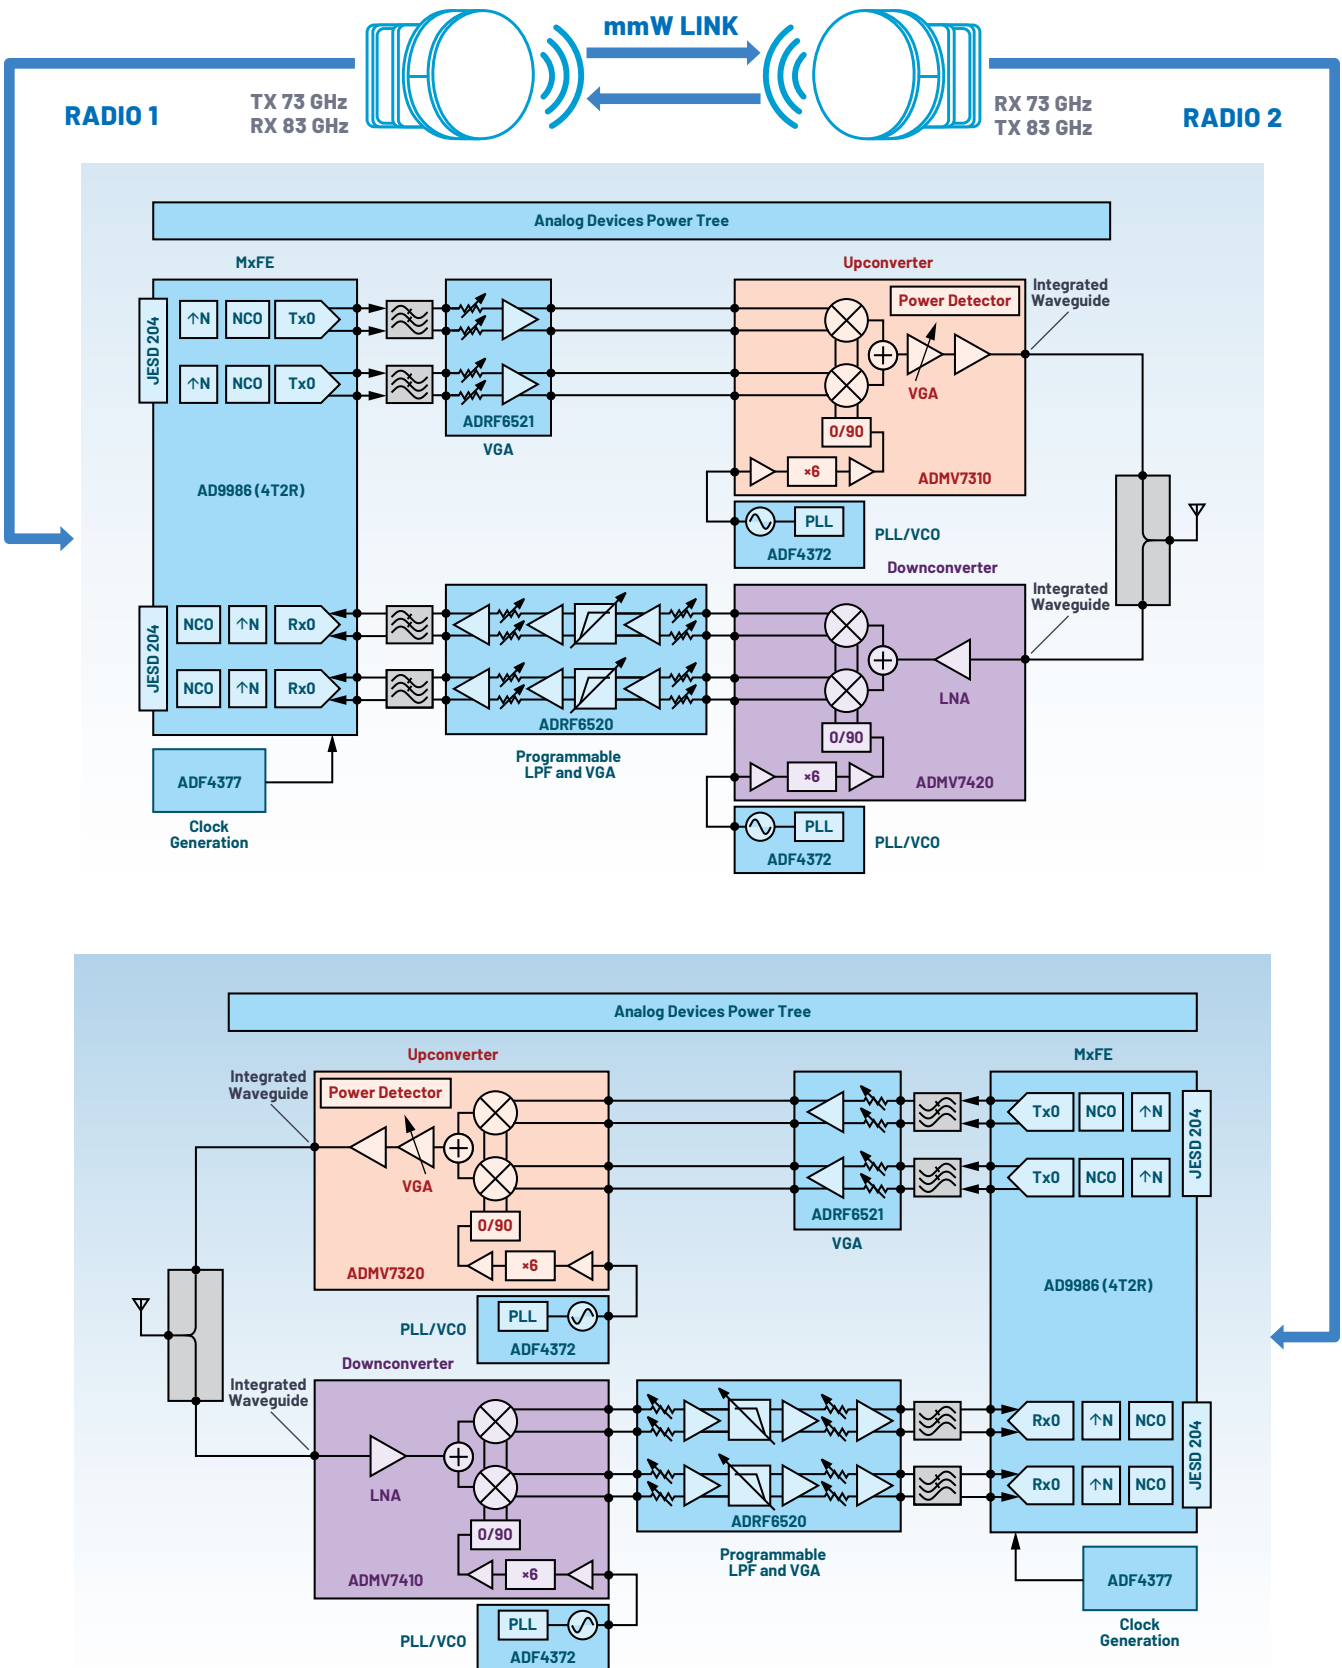 mmW LINK
RADIO 1
TX 73 GHz
RX 83 GHz
RX 73 GHz
TX 83 GHz
RADIO 2
Analog Devices Power Tree
MxFE
Upconverter
Integrated
Waveguide
JESD 204
↑N
NCO
Tx0
Power Detector
↑N
NCO
Tx0
VGA
ADRF6521
VGA
0/90
×6
ADMV7310
AD9986 (4T2R)
PLL
ADF4372
PLL/VCO
Downconverter
Integrated
Waveguide
JESD 204
NCO
↑N
Rx0
NCO
↑N
Rx0
LNA
ADRF6520
0/90
Programmable
LPF and VGA
×6
ADMV7420
ADF4377
Clock
Generation
PLL
ADF4372
PLL/VCO
Analog Devices Power Tree
Upconverter
MxFE
Integrated
Waveguide
Power Detector
Tx0
NCO
↑N
JESD 204
Tx0
NCO
↑N
VGA
ADRF6521
VGA
0/90
×6
ADMV7320
AD9986 (4T2R)
PLL
PLL/VCO
ADF4372
Downconverter
Integrated
Waveguide
Rx0
↑N
NCO
JESD 204
Rx0
↑N
NCO
LNA
ADRF6520
0/90
Programmable
LPF and VGA
×6
ADMV7410
ADF4377
Clock
Generation
PLL
PLL/VCO
ADF4372